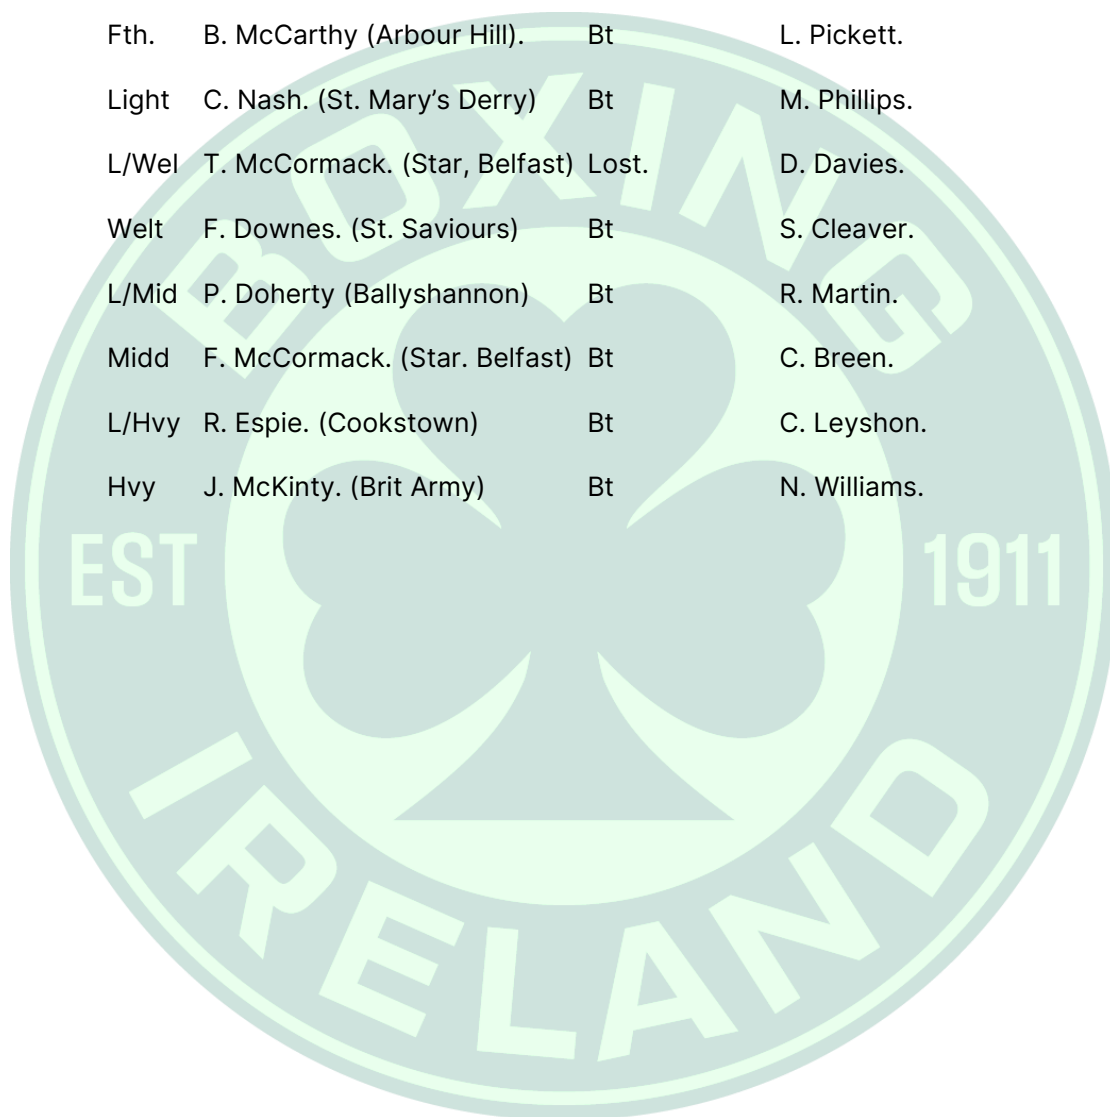 Fth. B. McCarthy (Arbour Hill). Bt L. Pickett.
Light C. Nash. (St. Mary’s Derry) Bt M. Phillips.
L/Wel T. McCormack. (Star, Belfast) Lost. D. Davies.
Welt F. Downes. (St. Saviours) Bt S. Cleaver.
L/Mid P. Doherty (Ballyshannon) Bt R. Martin.
Midd F. McCormack. (Star. Belfast) Bt C. Breen.
L/Hvy R. Espie. (Cookstown) Bt C. Leyshon.
Hvy J. McKinty. (Brit Army) Bt N. Williams.
BOXING
EST 1911
IRELAND